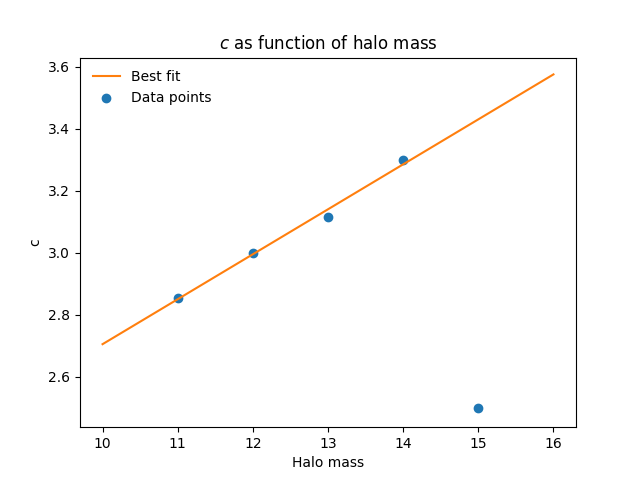 c as function of halo mass
Best fit
Data points
3.6
3.4
3.2
3.0
2.8
2.6
c
10 11 12 13 14 15 16
Halo mass